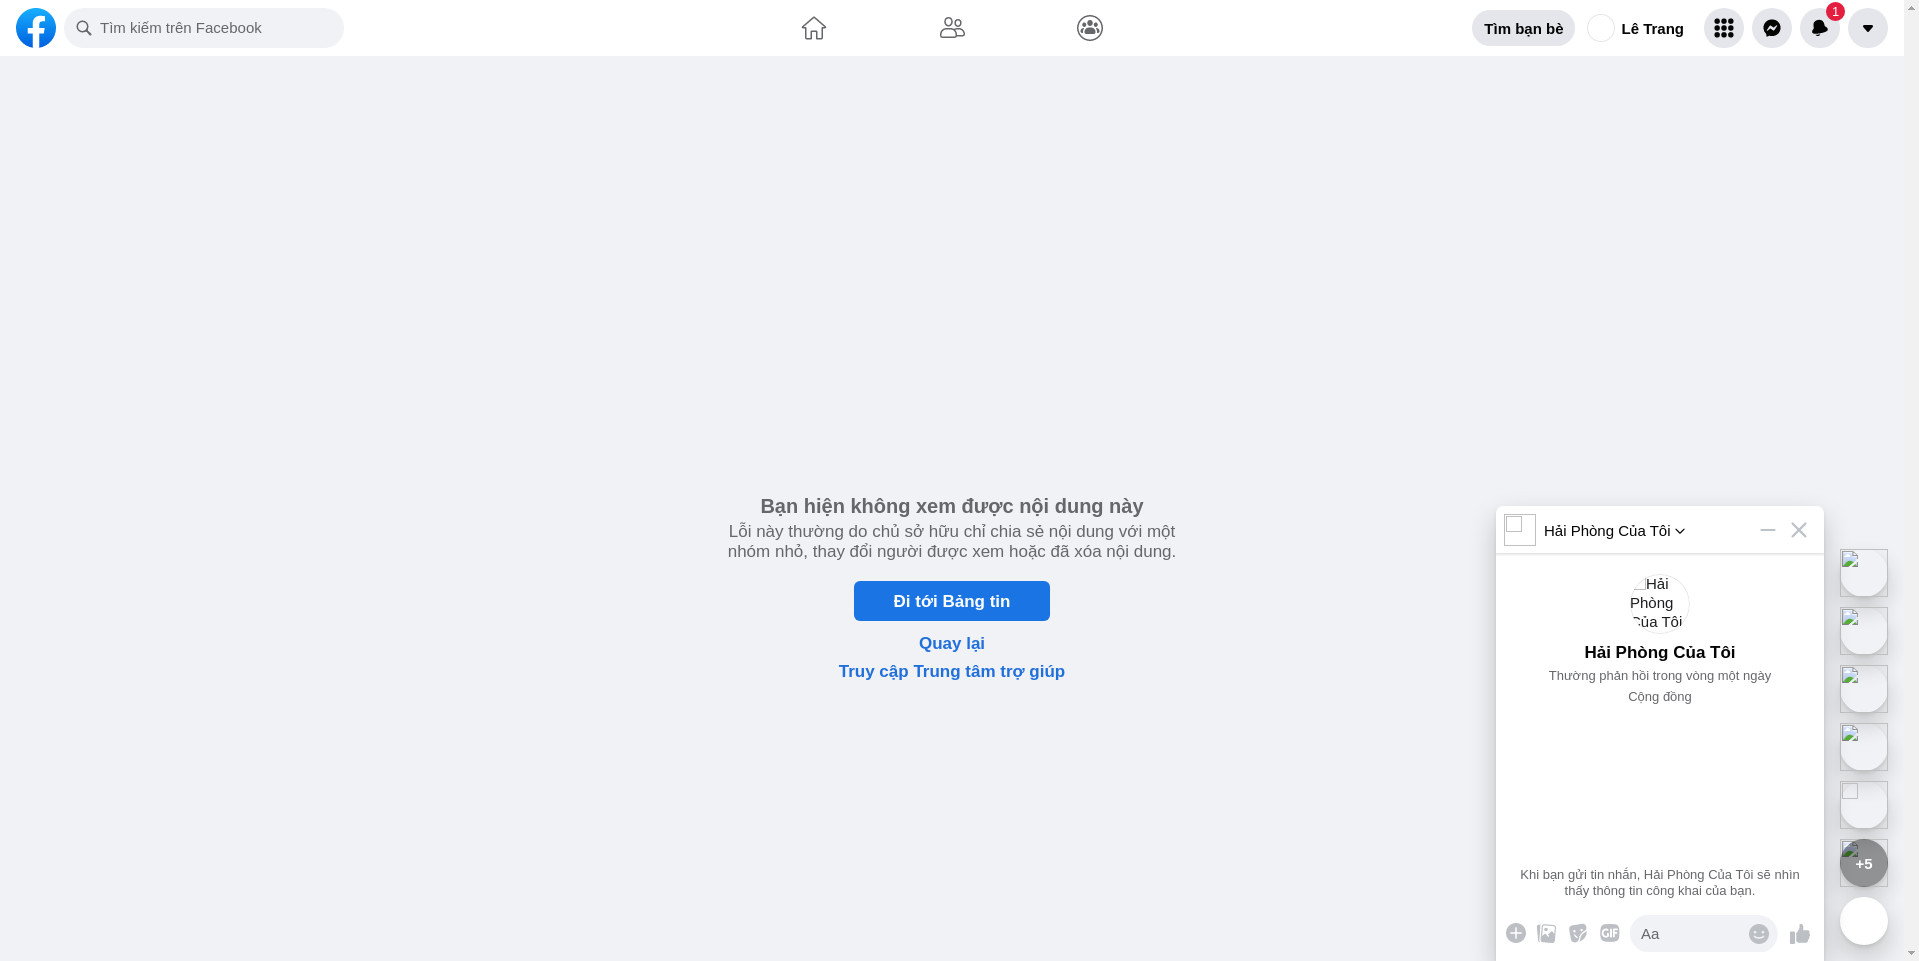 Tìm kiếm trên Facebook
Tìm bạn bè
Lê Trang
1
Bạn hiện không xem được nội dung này
Lỗi này thường do chủ sở hữu chỉ chia sẻ nội dung với một
nhóm nhỏ, thay đổi người được xem hoặc đã xóa nội dung.
Đi tới Bảng tin
Quay lại
Truy cập Trung tâm trợ giúp
Hải Phòng Của Tôi
Hải
Phòng
Của Tôi
Hải Phòng Của Tôi
Thường phản hồi trong vòng một ngày
Cộng đồng
Khi bạn gửi tin nhắn, Hải Phòng Của Tôi sẽ nhìn
thấy thông tin công khai của bạn.
GIF
Aa
+5